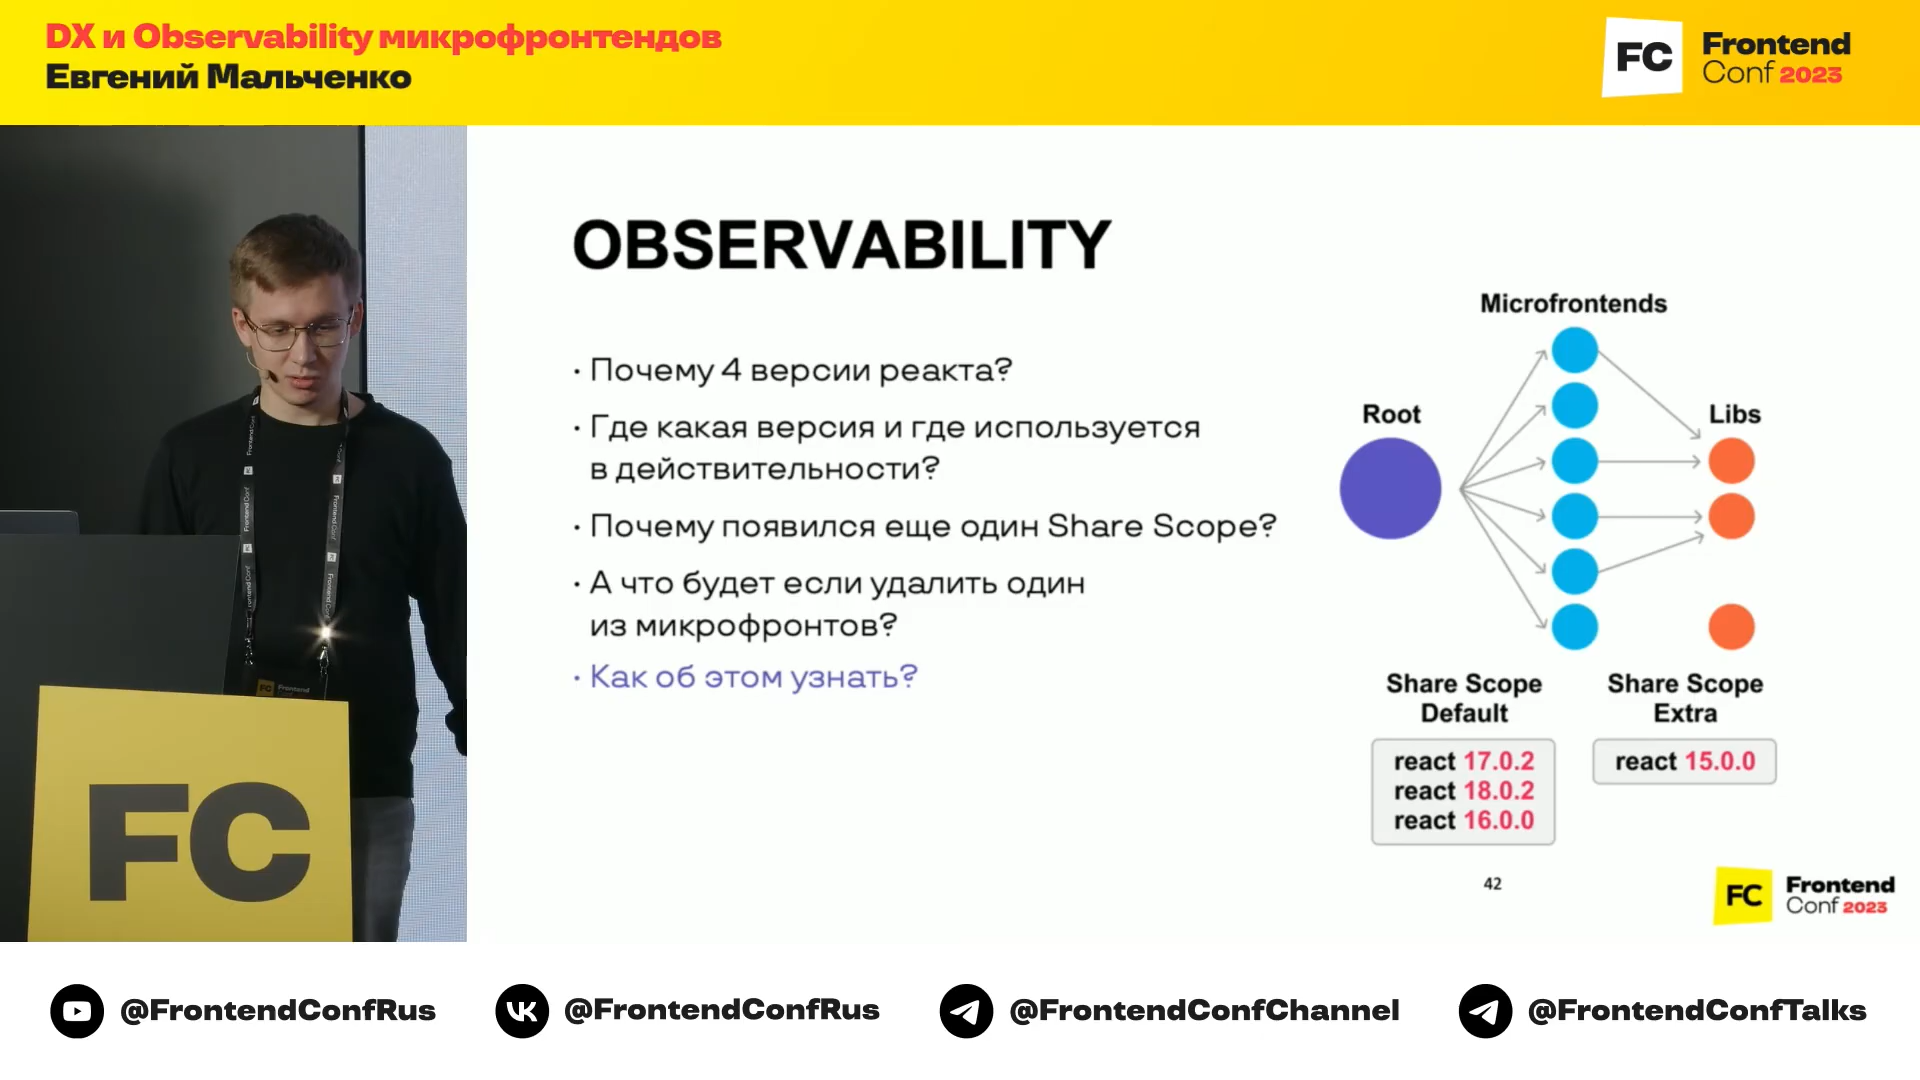 DX и Observability микрофронтендов
Евгений Мальченко
FC
Frontend
Conf 2023
OBSERVABILITY
· Почему 4 версии реакта?
· Где какая версия и где используется
в действительности?
· Почему появился еще один Share Scope?
· А что будет если удалить один
из микрофронтов?
· Как об этом узнать?
Microfrontends
Root
Libs
Share Scope
Default
react 17.0.2
react 18.0.2
react 16.0.0
Share Scope
Extra
react 15.0.0
42
FC
Frontend
Conf 2023
FC
Frontend
@FrontendConfRus
@FrontendConfRus
@FrontendConfChannel
@FrontendConfTalks